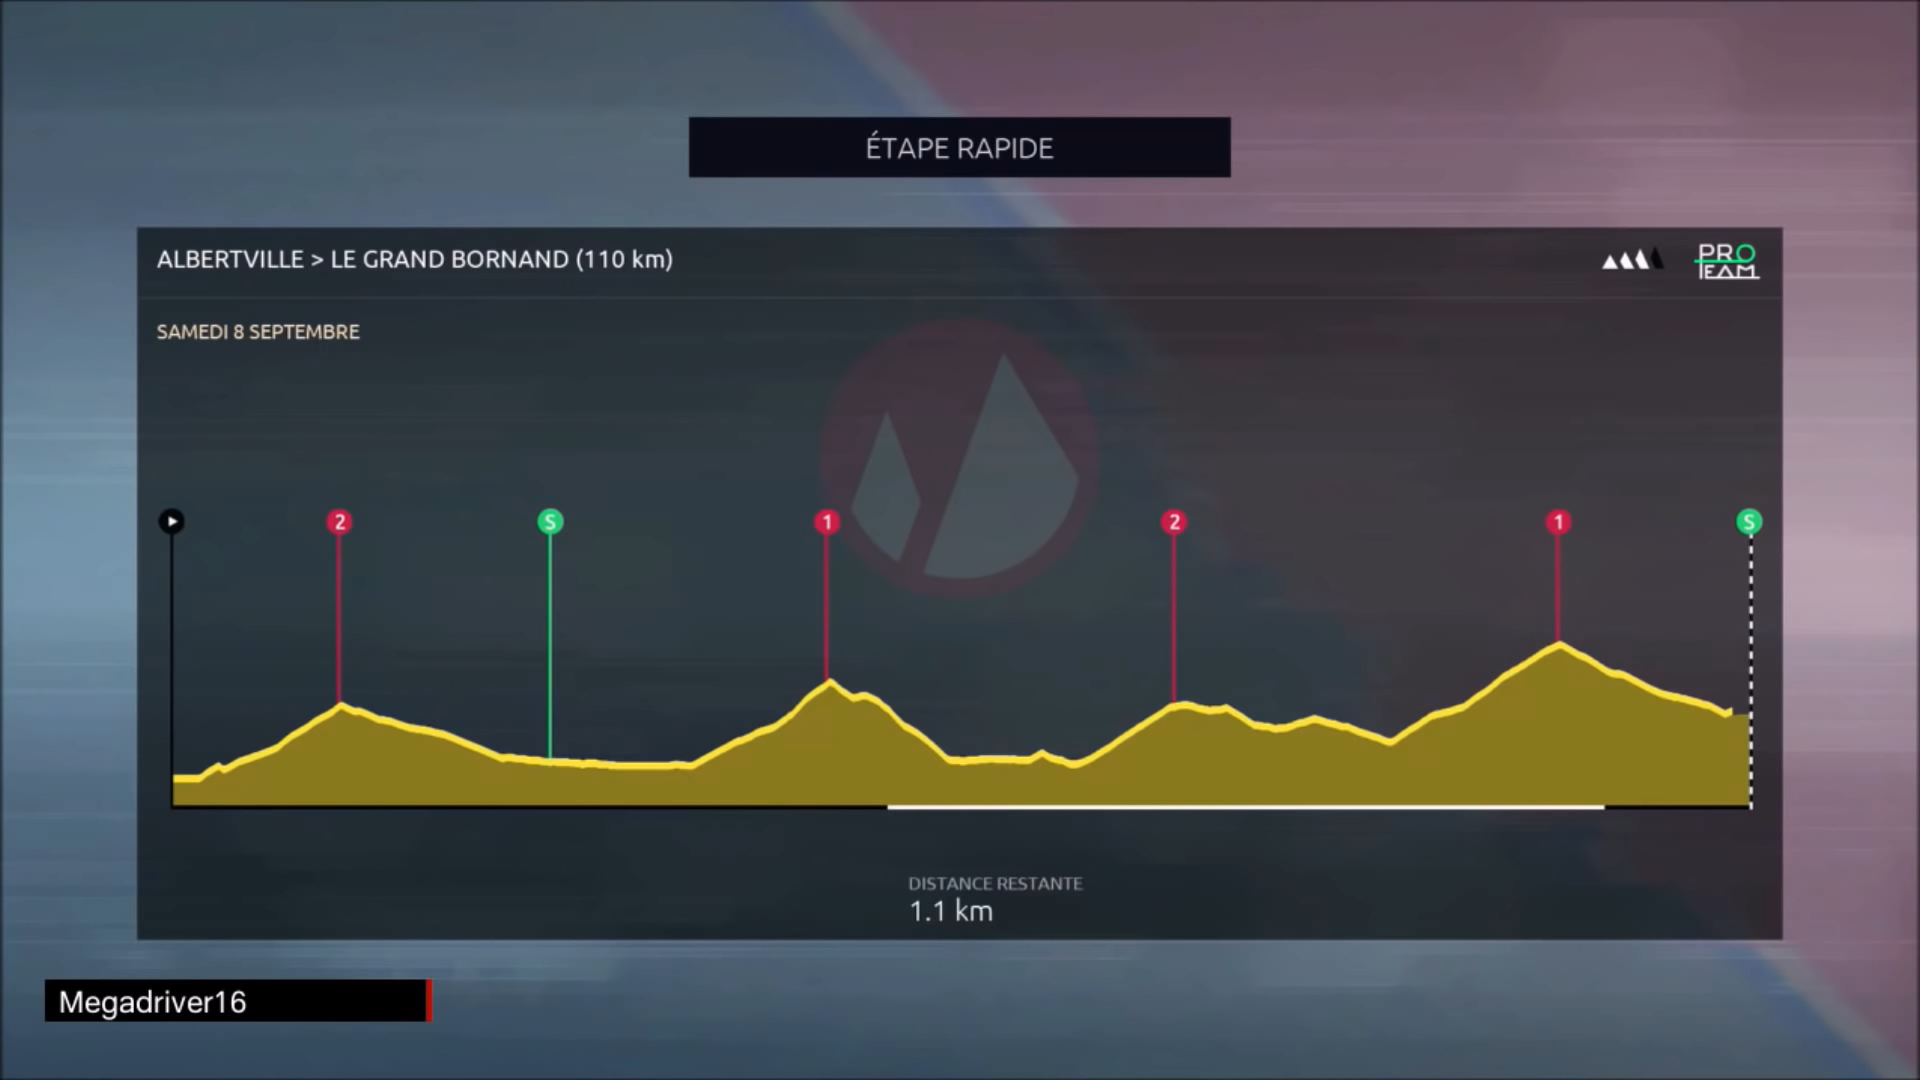 ÉTAPE RAPIDE
ALBERTVILLE > LE GRAND BORNAND (110 km)
PRO
TEAM
SAMEDI 8 SEPTEMBRE
2
S
1
2
1
S
DISTANCE RESTANTE
1.1 km
Megadriver16